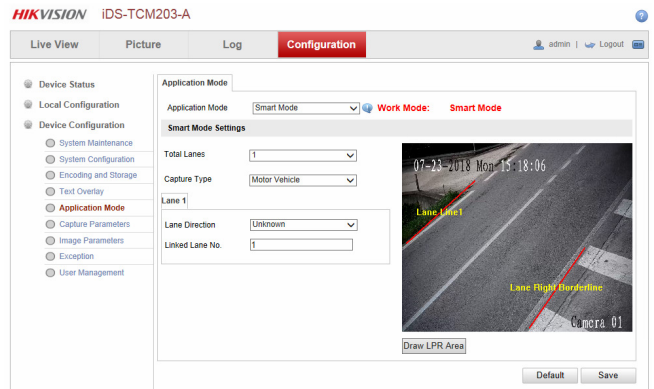 HIKVISION iDS-TCM203-A
Live View Picture Log Configuration admin | Logout
Device Status
Local Configuration
Device Configuration
System Maintenance
System Configuration
Encoding and Storage
Text Overlay
Application Mode
Capture Parameters
Image Parameters
Exception
User Management
Application Mode
Application Mode Smart Mode Work Mode: Smart Mode
Smart Mode Settings
Total Lanes 1
Capture Type Motor Vehicle
Lane 1
Lane Direction Unknown
Linked Lane No. 1
07-23-2018 Mon 15:18:06
Lane Line1
Lane Right Borderline
Camera 01
Draw LPR Area
Default Save